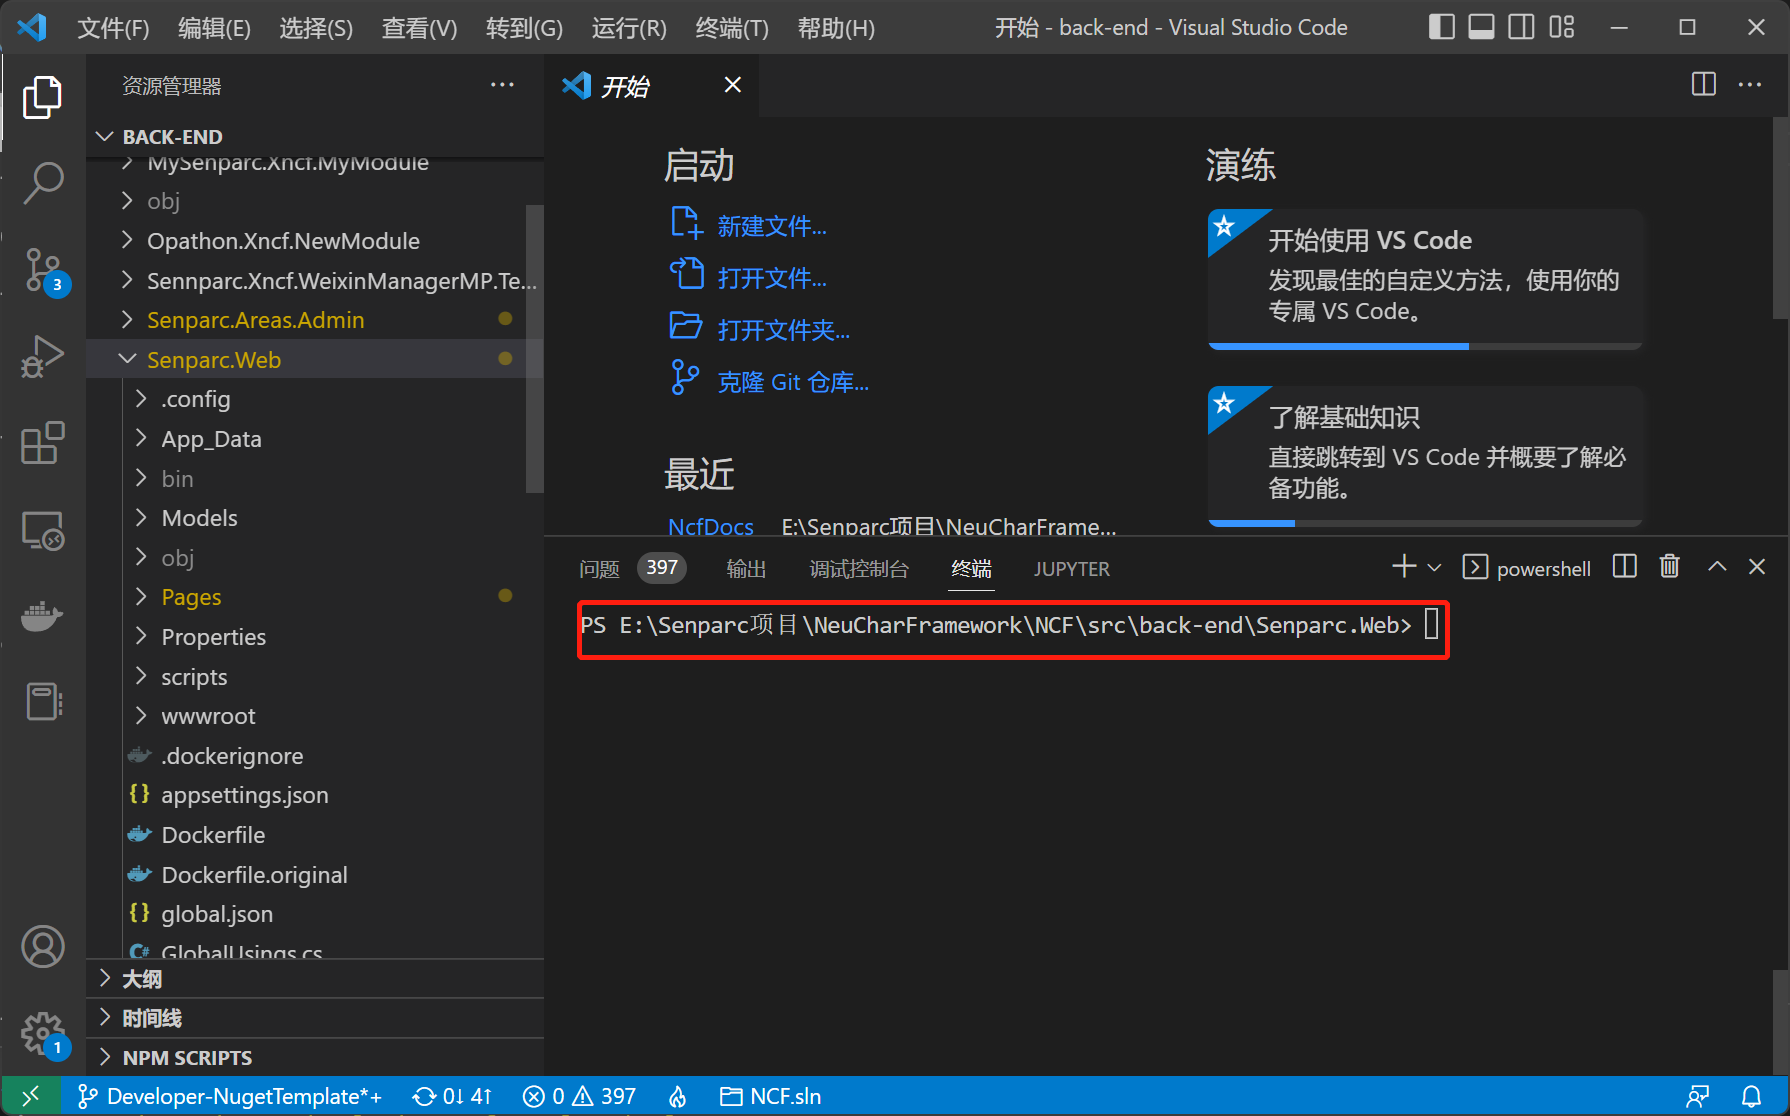 文件(F) 编辑(E) 选择(S) 查看(V) 转到(G) 运行(R) 终端(T) 帮助(H) 开始 - back-end - Visual Studio Code
资源管理器
BACK-END
MySenparc.Xncf.MyModule
obj
Opathon.Xncf.NewModule
Sennparc.Xncf.WeixinManagerMP.Te...
Senparc.Areas.Admin
Senparc.Web
.config
App_Data
bin
Models
obj
Pages
Properties
scripts
wwwroot
.dockerignore
appsettings.json
Dockerfile
Dockerfile.original
global.json
GlobalUsings.cs
大纲
时间线
NPM SCRIPTS
3
1
开始
启动
新建文件...
打开文件...
打开文件夹...
克隆 Git 仓库...
最近
NcfDocs E:\Senparc项目\NeuCharFrame...
演练
开始使用 VS Code
发现最佳的自定义方法，使用你的
专属 VS Code。
了解基础知识
直接跳转到 VS Code 并概要了解必
备功能。
问题 397 输出 调试控制台 终端 JUPYTER powershell
PS E:\Senparc项目\NeuCharFramework\NCF\src\back-end\Senparc.Web>
Developer-NugetTemplate*+ 0↓ 4↑ 0 397 NCF.sln